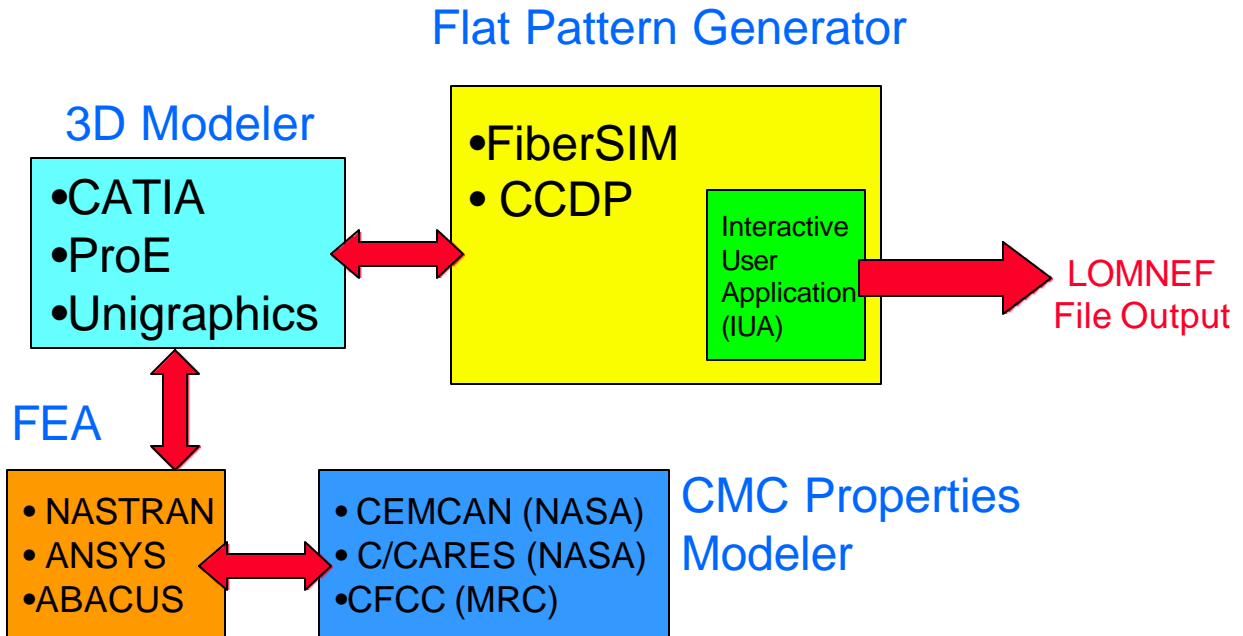 Flat Pattern Generator
3D Modeler
•CATIA
•ProE
•Unigraphics
•FiberSIM
• CCDP
Interactive
User
Application
(IUA)
LOMNEF
File Output
FEA
• NASTRAN
• ANSYS
•ABACUS
• CEMCAN (NASA)
• C/CARES (NASA)
•CFCC (MRC)
CMC Properties
Modeler